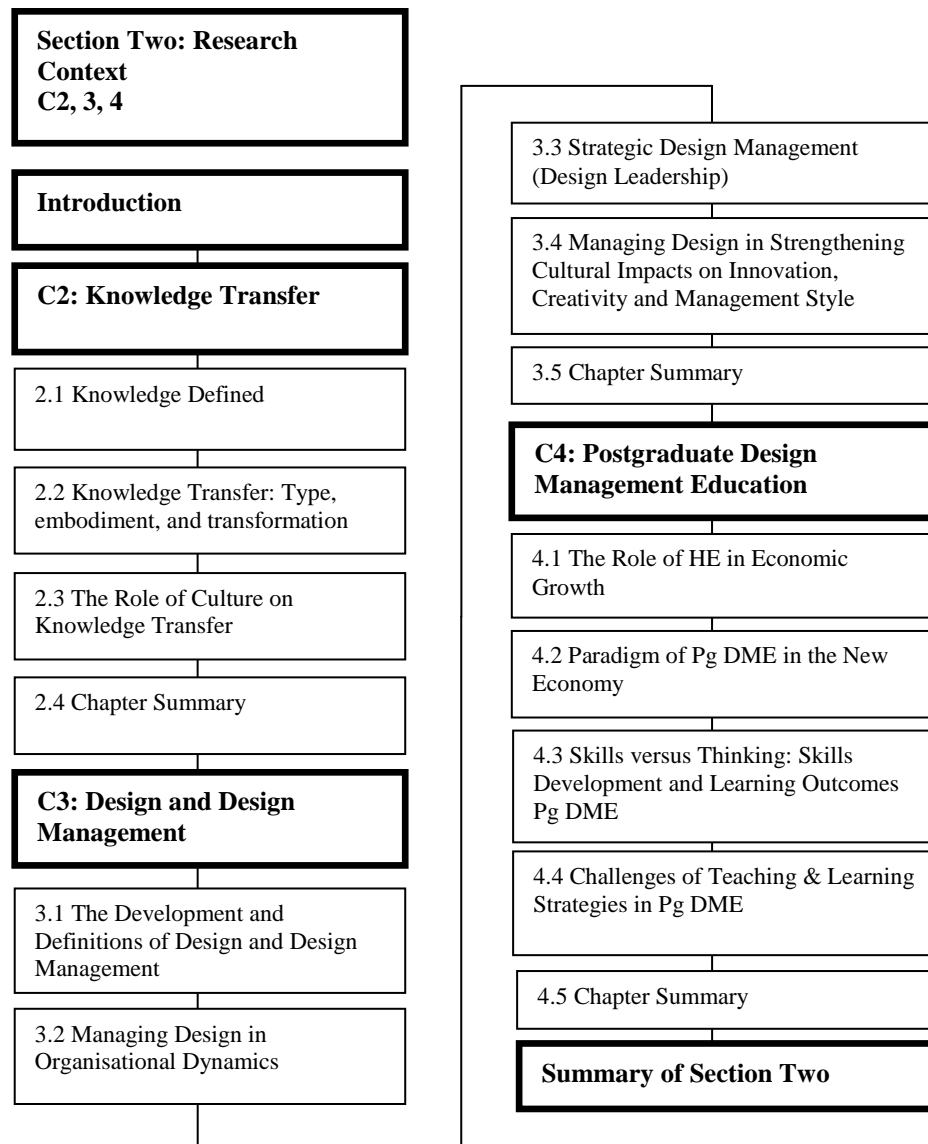 Section Two: Research
Context
C2, 3, 4
Introduction
C2: Knowledge Transfer
2.1 Knowledge Defined
2.2 Knowledge Transfer: Type,
embodiment, and transformation
2.3 The Role of Culture on
Knowledge Transfer
2.4 Chapter Summary
C3: Design and Design
Management
3.1 The Development and
Definitions of Design and Design
Management
3.2 Managing Design in
Organisational Dynamics
3.3 Strategic Design Management
(Design Leadership)
3.4 Managing Design in Strengthening
Cultural Impacts on Innovation,
Creativity and Management Style
3.5 Chapter Summary
C4: Postgraduate Design
Management Education
4.1 The Role of HE in Economic
Growth
4.2 Paradigm of Pg DME in the New
Economy
4.3 Skills versus Thinking: Skills
Development and Learning Outcomes
Pg DME
4.4 Challenges of Teaching & Learning
Strategies in Pg DME
4.5 Chapter Summary
Summary of Section Two